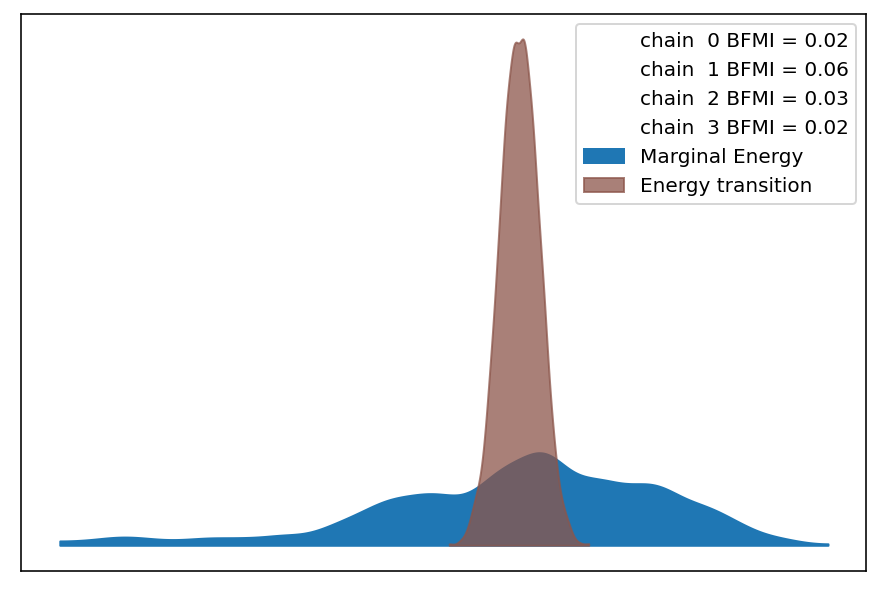 chain  0 BFMI = 0.02
chain  1 BFMI = 0.06
chain  2 BFMI = 0.03
chain  3 BFMI = 0.02
Marginal Energy
Energy transition